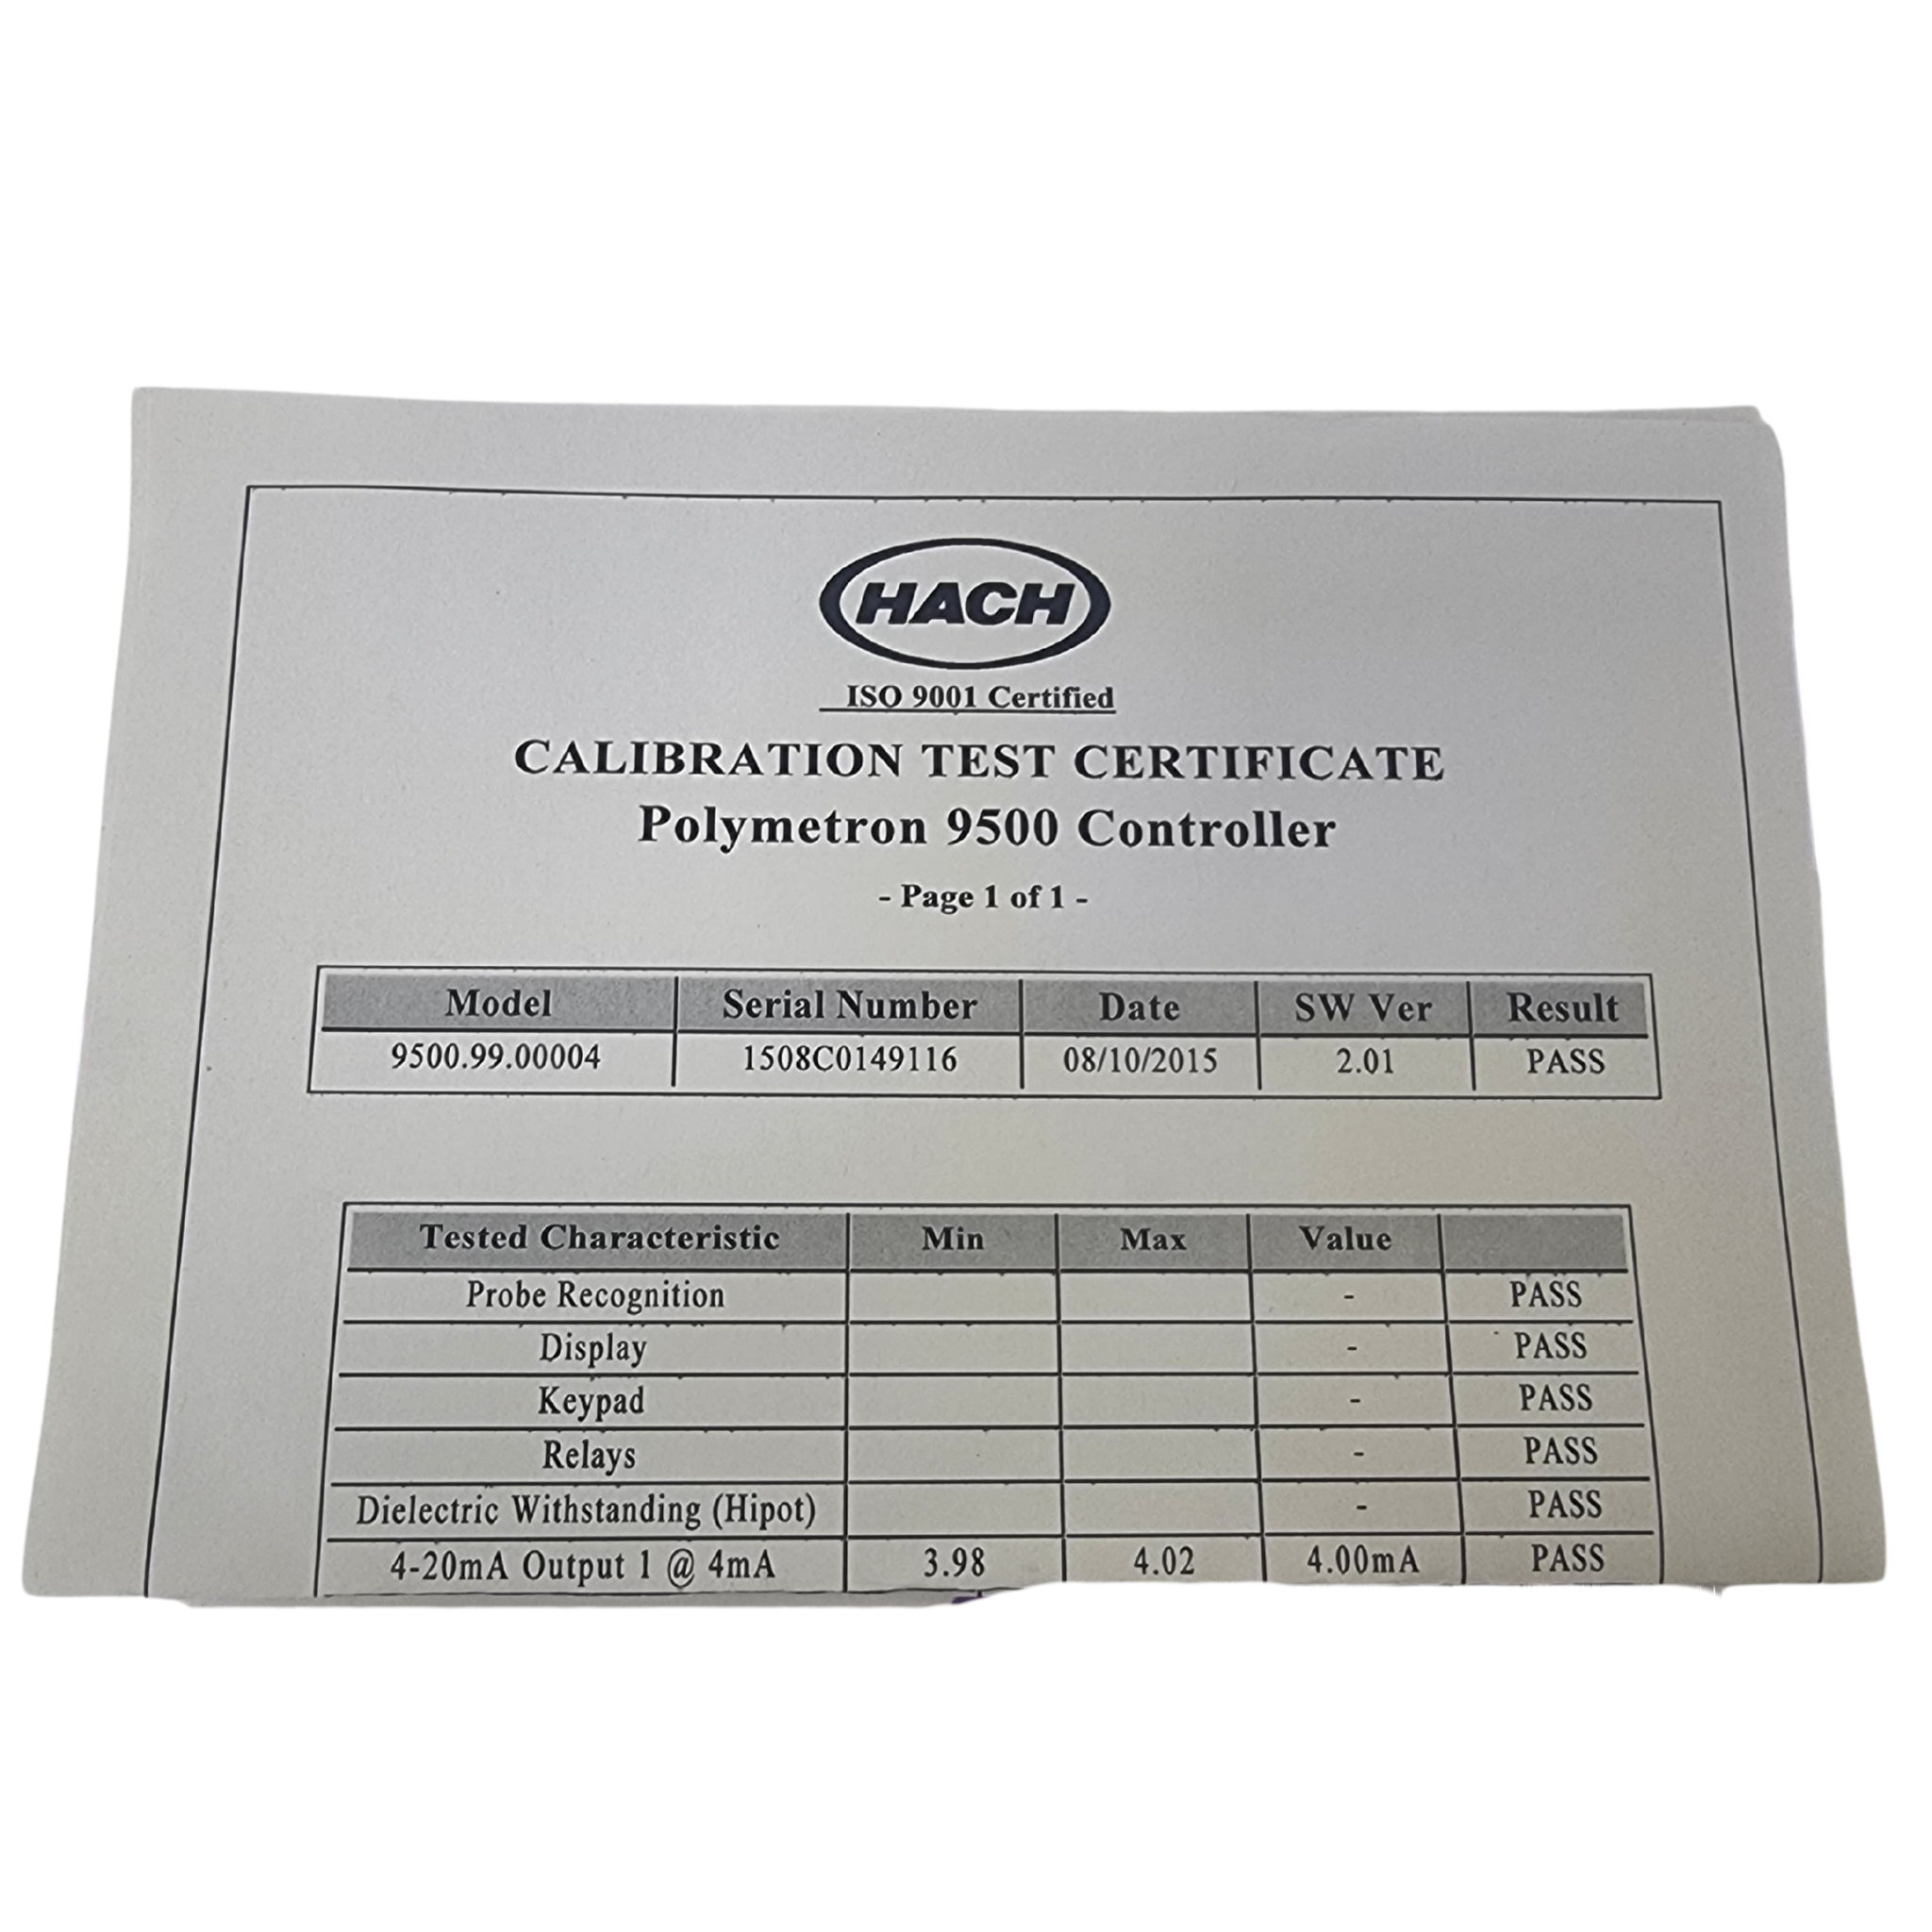 HACH
ISO 9001 Certified
CALIBRATION TEST CERTIFICATE
Polymetron 9500 Controller
- Page 1 of 1 -
Model Serial Number Date SW Ver Result
9500.99.00004 1508C0149116 08/10/2015 2.01 PASS
Tested Characteristic Min Max Value
Probe Recognition - PASS
Display - PASS
Keypad - PASS
Relays - PASS
Dielectric Withstanding (Hipot) - PASS
4-20mA Output 1 @ 4mA 3.98 4.02 4.00mA PASS